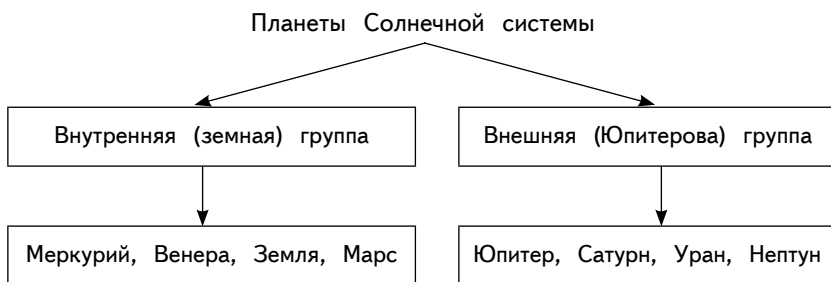 Планеты Солнечной системы
Внутренняя (земная) группа
Внешняя (Юпитерова) группа
Меркурий, Венера, Земля, Марс
Юпитер, Сатурн, Уран, Нептун